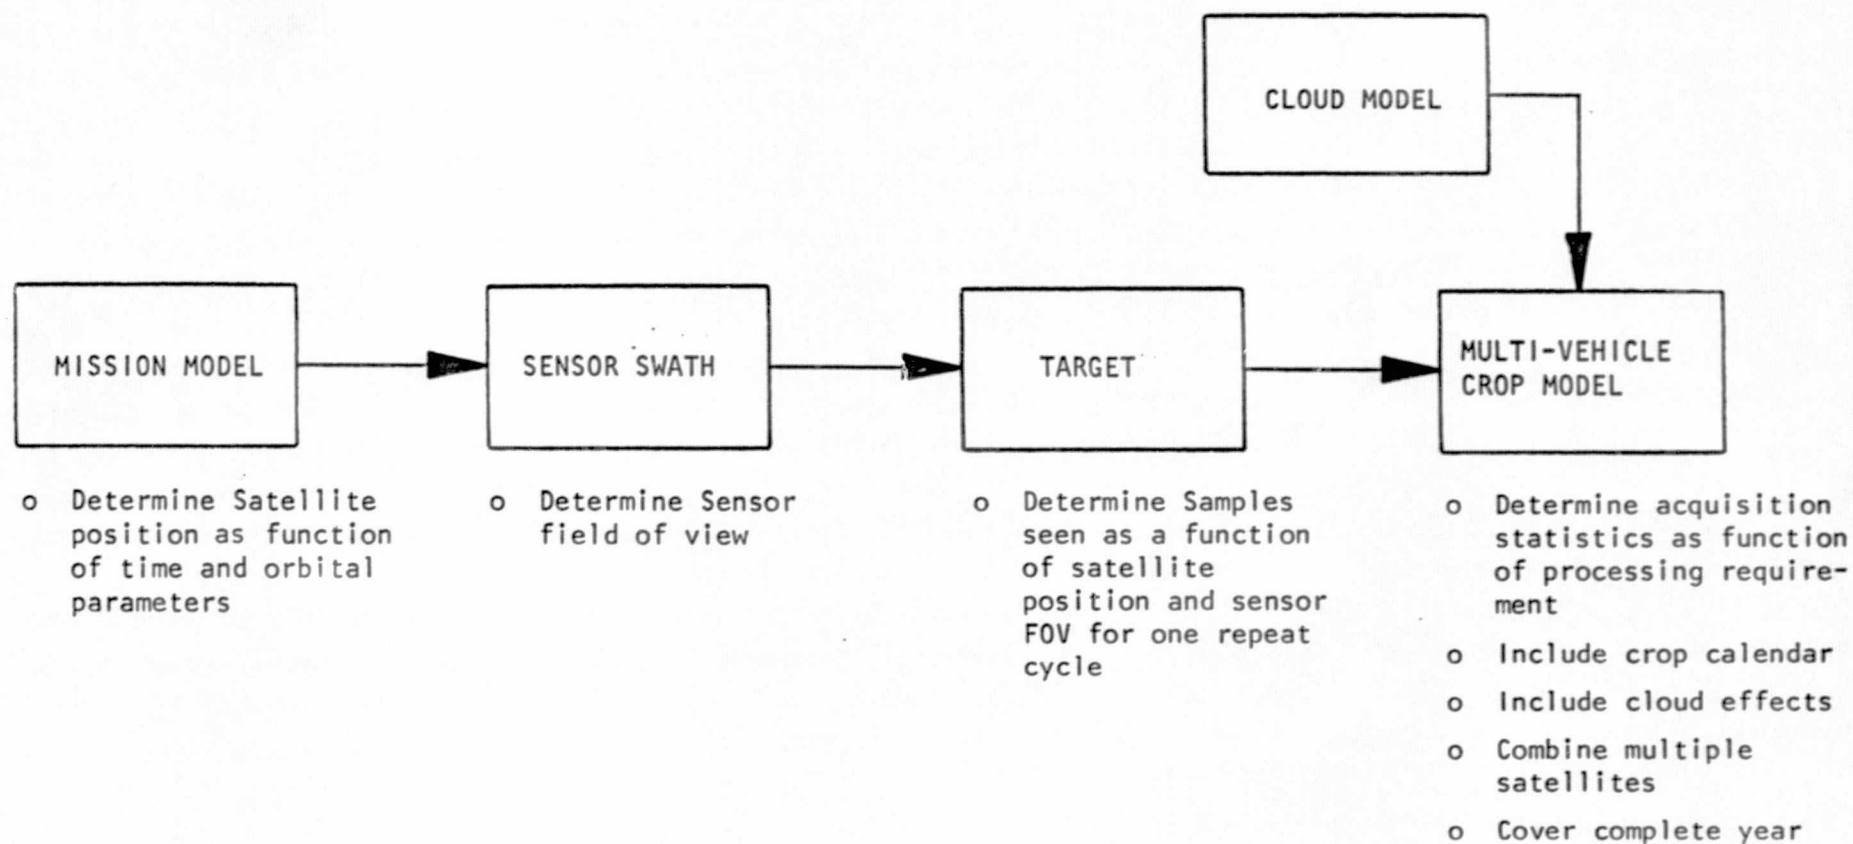 CLOUD MODEL
MISSION MODEL
SENSOR SWATH
TARGET
MULTI-VEHICLE
CROP MODEL
o Determine Satellite
position as function
of time and orbital
parameters
o Determine Sensor
field of view
o Determine Samples
seen as a function
of satellite
position and sensor
FOV for one repeat
cycle
o Determine acquisition
statistics as function
of processing require-
ment
o Include crop calendar
o Include cloud effects
o Combine multiple
satellites
o Cover complete year